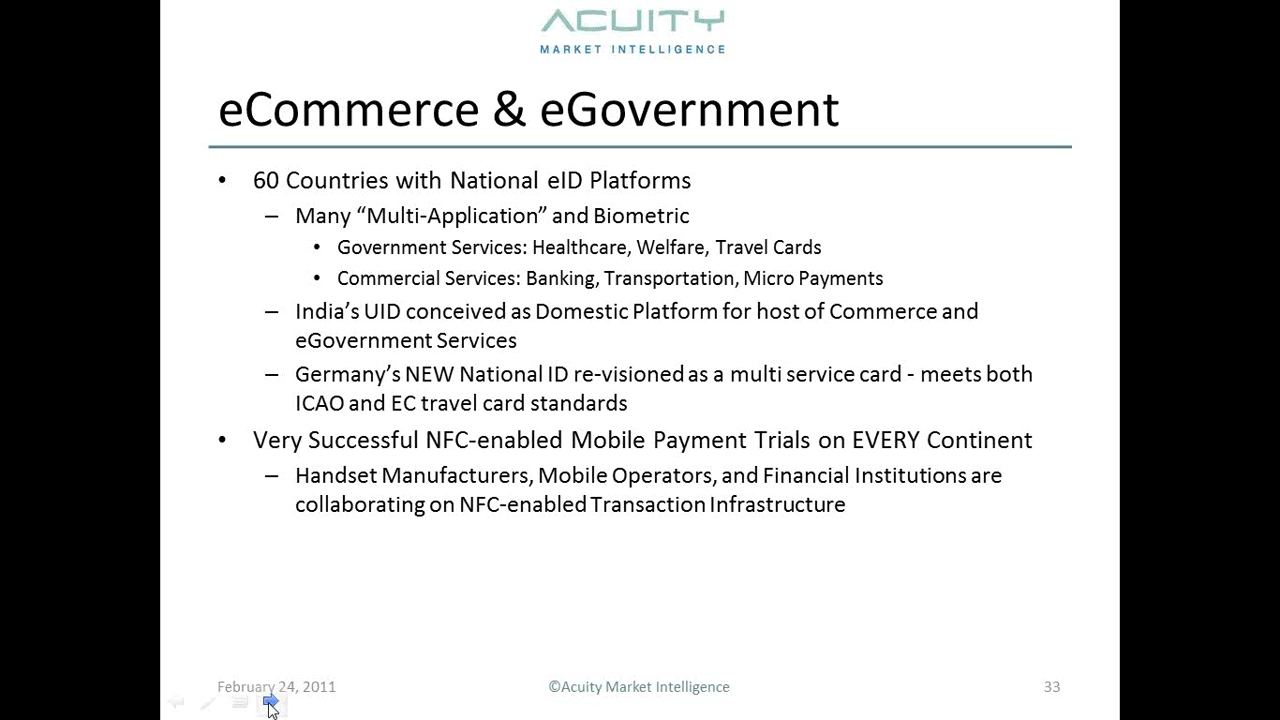 ACUITY
MARKET INTELLIGENCE
eCommerce & eGovernment
• 60 Countries with National eID Platforms
– Many “Multi-Application” and Biometric
• Government Services: Healthcare, Welfare, Travel Cards
• Commercial Services: Banking, Transportation, Micro Payments
– India’s UID conceived as Domestic Platform for host of Commerce and
eGovernment Services
– Germany’s NEW National ID re-visioned as a multi service card - meets both
ICAO and EC travel card standards
• Very Successful NFC-enabled Mobile Payment Trials on EVERY Continent
– Handset Manufacturers, Mobile Operators, and Financial Institutions are
collaborating on NFC-enabled Transaction Infrastructure
February 24, 2011
©Acuity Market Intelligence
33